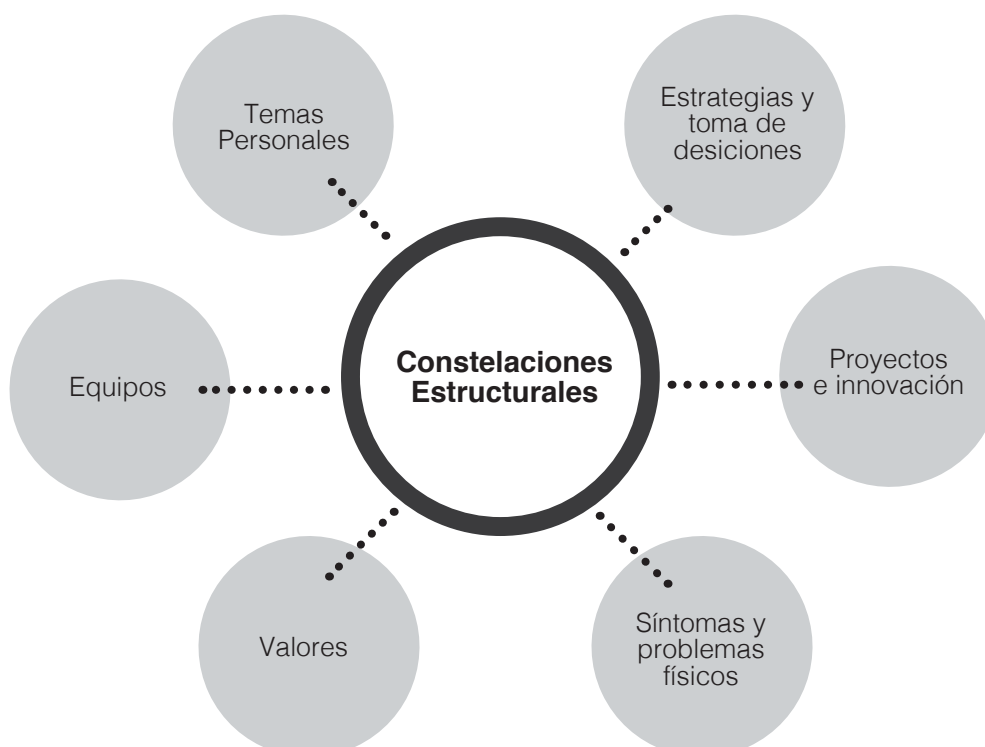 Temas
Personales
Estrategias y
toma de
desiciones
Equipos
Constelaciones
Estructurales
Proyectos
e innovación
Valores
Síntomas y
problemas
físicos